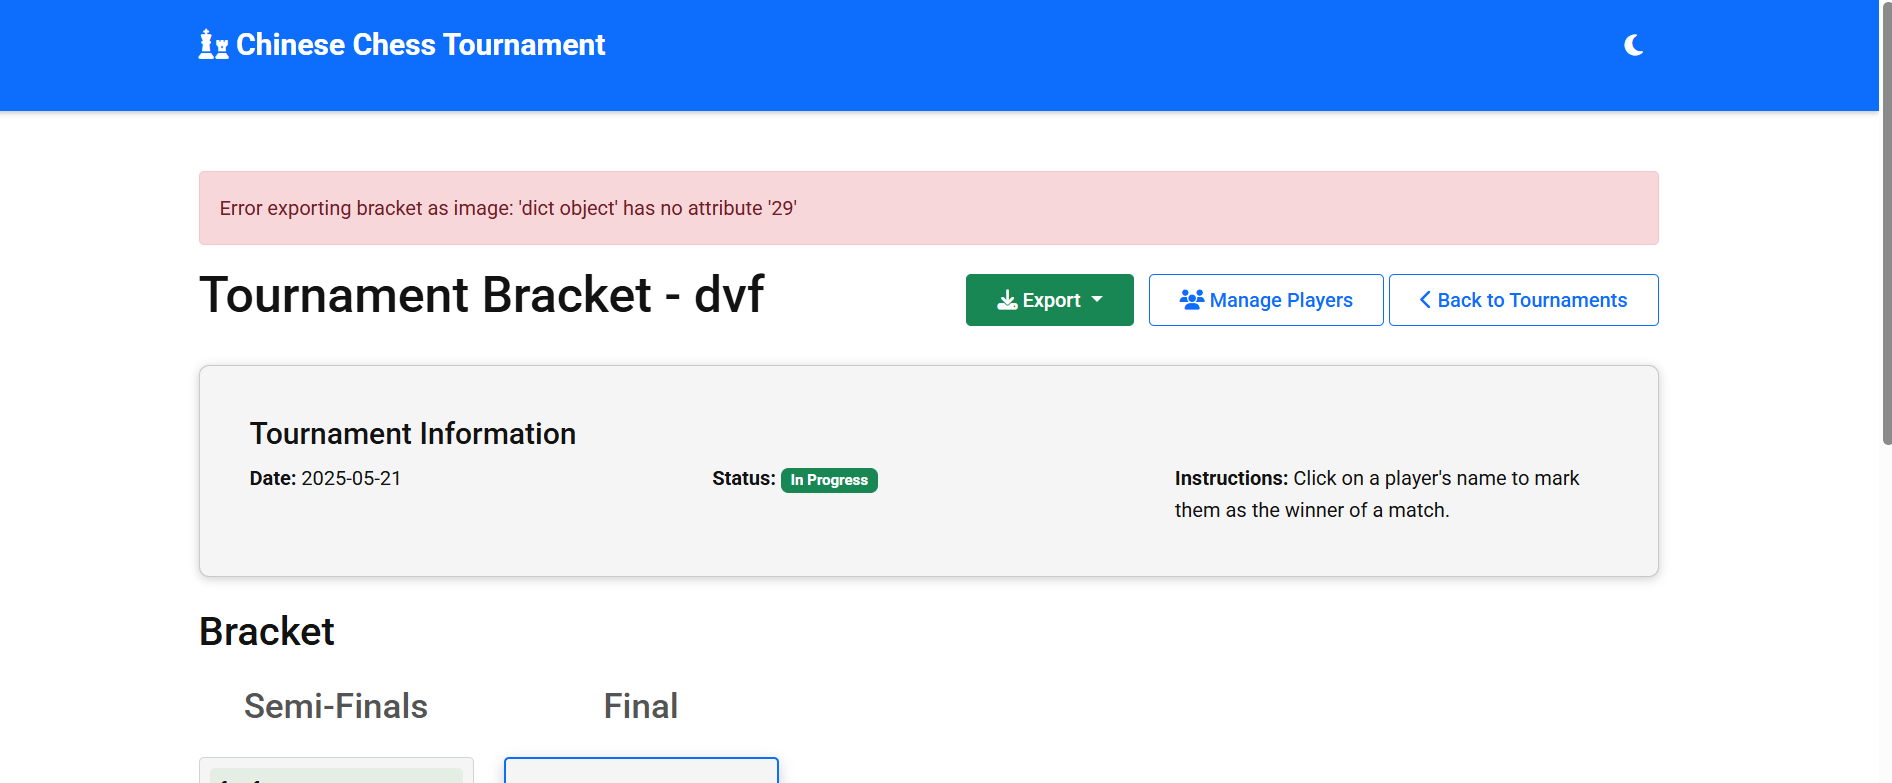 Chinese Chess Tournament
Error exporting bracket as image: 'dict object' has no attribute '29'
Tournament Bracket - dvf
Export
Manage Players
Back to Tournaments
Tournament Information
Date: 2025-05-21
Status: In Progress
Instructions: Click on a player's name to mark
them as the winner of a match.
Bracket
Semi-Finals
Final